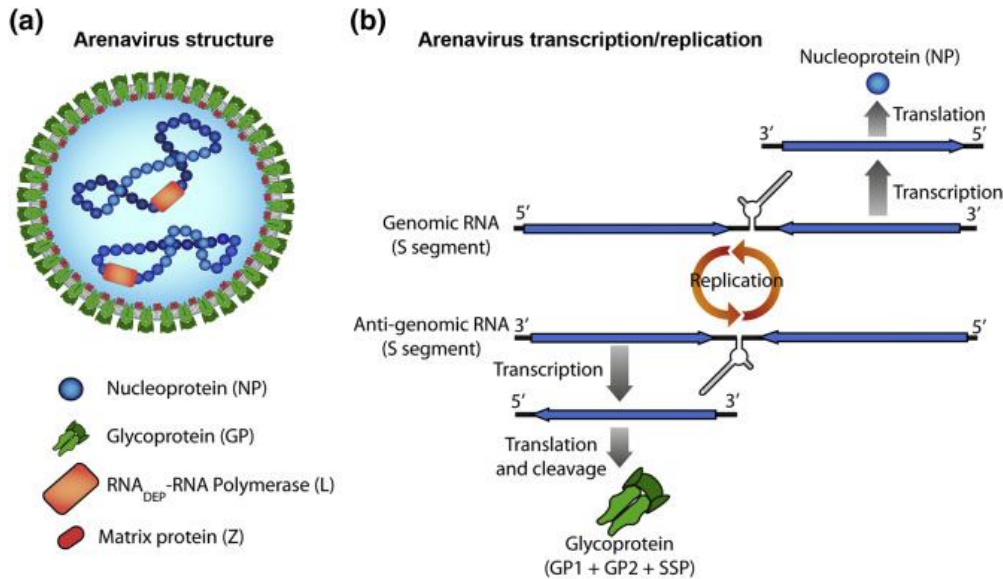 (a)
Arenavirus structure
Nucleoprotein (NP)
Glycoprotein (GP)
RNA_DEP-RNA Polymerase (L)
Matrix protein (Z)
(b)
Arenavirus transcription/replication
Nucleoprotein (NP)
Translation
3′ 5′
Transcription
Genomic RNA
(S segment)
5′ 3′
Replication
Anti-genomic RNA
(S segment)
3′ 5′
Transcription
5′ 3′
Translation
and cleavage
Glycoprotein
(GP1 + GP2 + SSP)